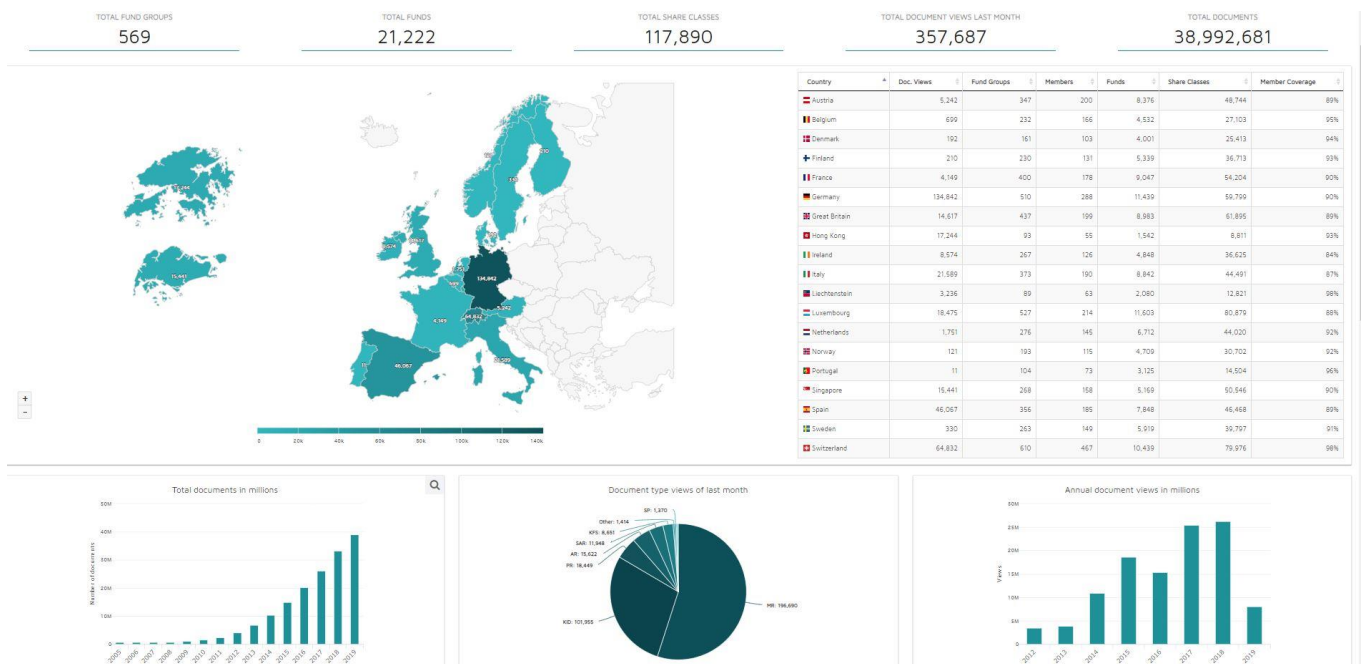 TOTAL FUND GROUPS
569
TOTAL FUNDS
21,222
TOTAL SHARE CLASSES
117,890
TOTAL DOCUMENT VIEWS LAST MONTH
357,687
TOTAL DOCUMENTS
38,992,681
134,842
46,067
64,832
4,149
15,441
17,244
+
−
0 20k 40k 60k 80k 100k 120k 140k
Country Doc. Views Fund Groups Members Funds Share Classes Member Coverage
Austria 5,242 347 200 8,376 48,744 89%
Belgium 699 232 166 4,532 27,103 95%
Denmark 192 161 103 4,001 25,413 94%
Finland 210 230 131 5,339 36,713 93%
France 4,149 400 178 9,047 54,204 90%
Germany 134,842 510 288 11,439 59,799 90%
Great Britain 14,617 437 199 8,983 61,895 89%
Hong Kong 17,244 93 55 1,542 8,811 93%
Ireland 8,574 267 126 4,848 36,625 84%
Italy 21,589 373 190 8,842 44,491 87%
Liechtenstein 3,236 89 63 2,080 12,821 98%
Luxembourg 18,475 527 214 11,603 80,879 88%
Netherlands 1,751 276 145 6,712 44,020 92%
Norway 121 193 115 4,709 30,702 92%
Portugal 11 104 73 3,125 14,504 96%
Singapore 15,441 268 158 5,169 50,546 90%
Spain 46,067 356 185 7,848 46,468 89%
Sweden 330 263 149 5,919 39,797 91%
Switzerland 64,832 610 467 10,439 79,976 98%
Total documents in millions
Number of documents
50M
40M
30M
20M
10M
0
2005 2006 2007 2008 2009 2010 2011 2012 2013 2014 2015 2016 2017 2018 2019
Document type views of last month
SP: 1,370
Other: 1,414
KFS: 8,691
SAR: 11,948
AR: 15,622
PR: 18,449
MR: 196,690
KID: 101,955
Annual document views in millions
Views
30M
25M
20M
15M
10M
5M
0
2012 2013 2014 2015 2016 2017 2018 2019